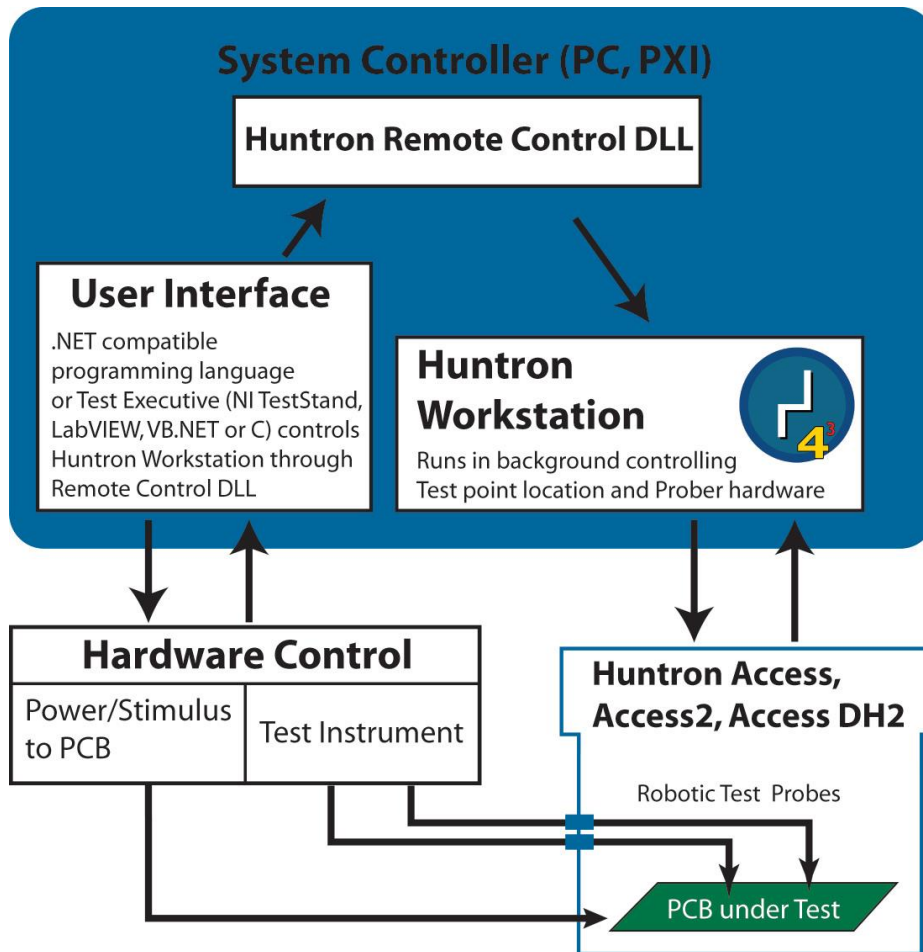 System Controller (PC, PXI)
Huntron Remote Control DLL
User Interface
.NET compatible
programming language
or Test Executive (NI TestStand,
LabVIEW, VB.NET or C) controls
Huntron Workstation through
Remote Control DLL
Huntron
Workstation
4³
Runs in background controlling
Test point location and Prober hardware
Hardware Control
Power/Stimulus
to PCB
Test Instrument
Huntron Access,
Access2, Access DH2
Robotic Test Probes
PCB under Test